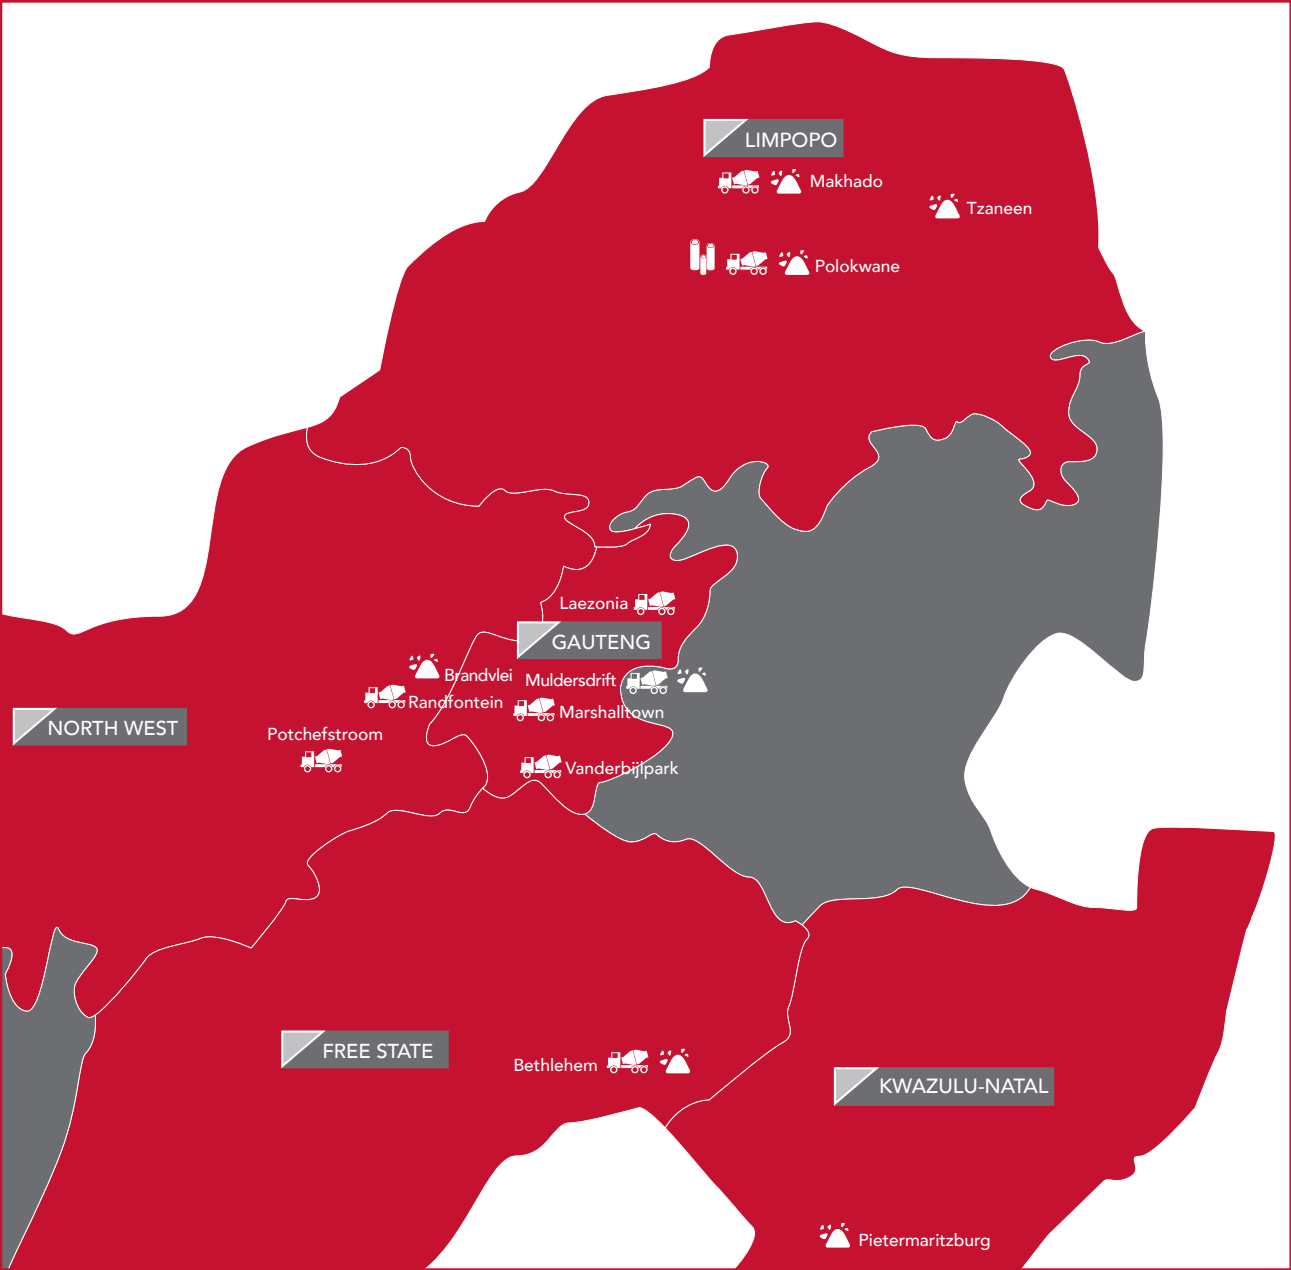 LIMPOPO
Makhado
Tzaneen
Polokwane
Laezonia
GAUTENG
Brandvlei
Muldersdrift
Randfontein
Marshalltown
NORTH WEST
Potchefstroom
Vanderbijlpark
FREE STATE
Bethlehem
KWAZULU-NATAL
Pietermaritzburg